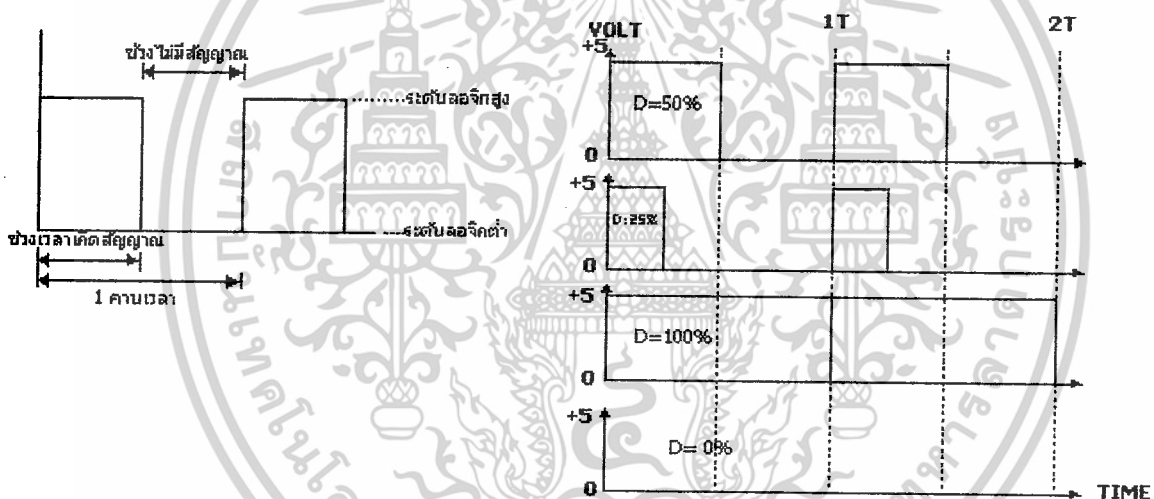 ช่วงไม่มีสัญญาณ
ระดับลอจิกสูง
ระดับลอจิกต่ำ
ช่วงเวลาเกิดสัญญาณ
1 คาบเวลา
VOLT
1T
2T
+5
D=50%
0
+5
D:25%
0
+5
D=100%
0
+5
D= 0%
0
TIME